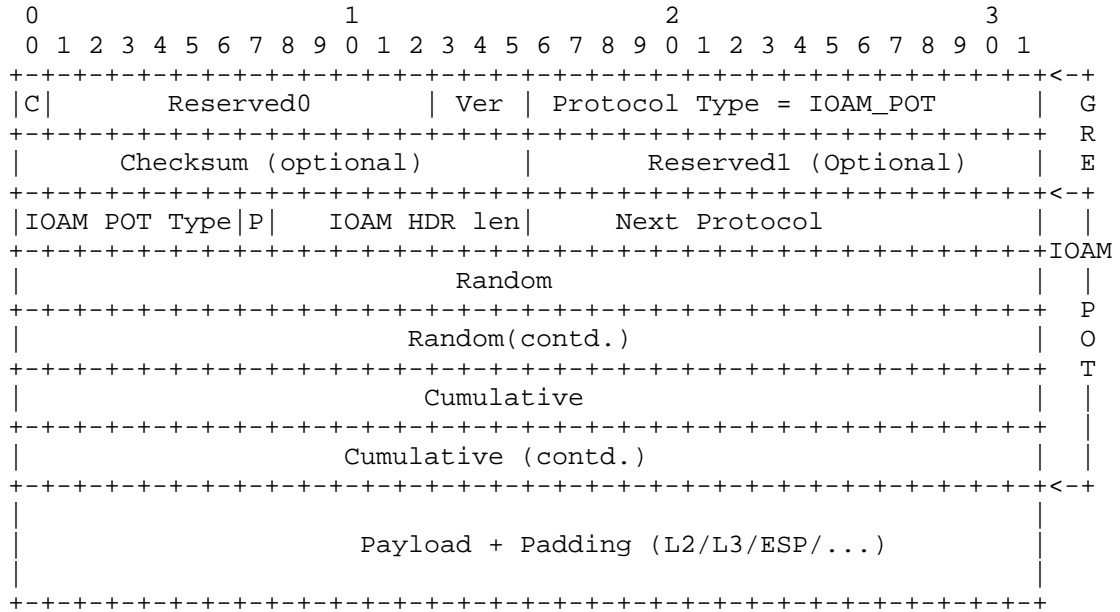 0                   1                   2                   3
 0 1 2 3 4 5 6 7 8 9 0 1 2 3 4 5 6 7 8 9 0 1 2 3 4 5 6 7 8 9 0 1
+-+-+-+-+-+-+-+-+-+-+-+-+-+-+-+-+-+-+-+-+-+-+-+-+-+-+-+-+-+-+-+-+<-+
|C|       Reserved0       | Ver | Protocol Type = IOAM_POT      |  G
+-+-+-+-+-+-+-+-+-+-+-+-+-+-+-+-+-+-+-+-+-+-+-+-+-+-+-+-+-+-+-+-+  R
|      Checksum (optional)      |       Reserved1 (Optional)    |  E
+-+-+-+-+-+-+-+-+-+-+-+-+-+-+-+-+-+-+-+-+-+-+-+-+-+-+-+-+-+-+-+-+<-+
|IOAM POT Type|P|   IOAM HDR len|     Next Protocol             |  |
+-+-+-+-+-+-+-+-+-+-+-+-+-+-+-+-+-+-+-+-+-+-+-+-+-+-+-+-+-+-+-+-+IOAM
|                           Random                              |  |
+-+-+-+-+-+-+-+-+-+-+-+-+-+-+-+-+-+-+-+-+-+-+-+-+-+-+-+-+-+-+-+-+  P
|                        Random(contd.)                         |  O
+-+-+-+-+-+-+-+-+-+-+-+-+-+-+-+-+-+-+-+-+-+-+-+-+-+-+-+-+-+-+-+-+  T
|                         Cumulative                            |  |
+-+-+-+-+-+-+-+-+-+-+-+-+-+-+-+-+-+-+-+-+-+-+-+-+-+-+-+-+-+-+-+-+  |
|                    Cumulative (contd.)                        |  |
+-+-+-+-+-+-+-+-+-+-+-+-+-+-+-+-+-+-+-+-+-+-+-+-+-+-+-+-+-+-+-+-+<-+
|                                                               |
|                     Payload + Padding (L2/L3/ESP/...)         |
|                                                               |
+-+-+-+-+-+-+-+-+-+-+-+-+-+-+-+-+-+-+-+-+-+-+-+-+-+-+-+-+-+-+-+-+